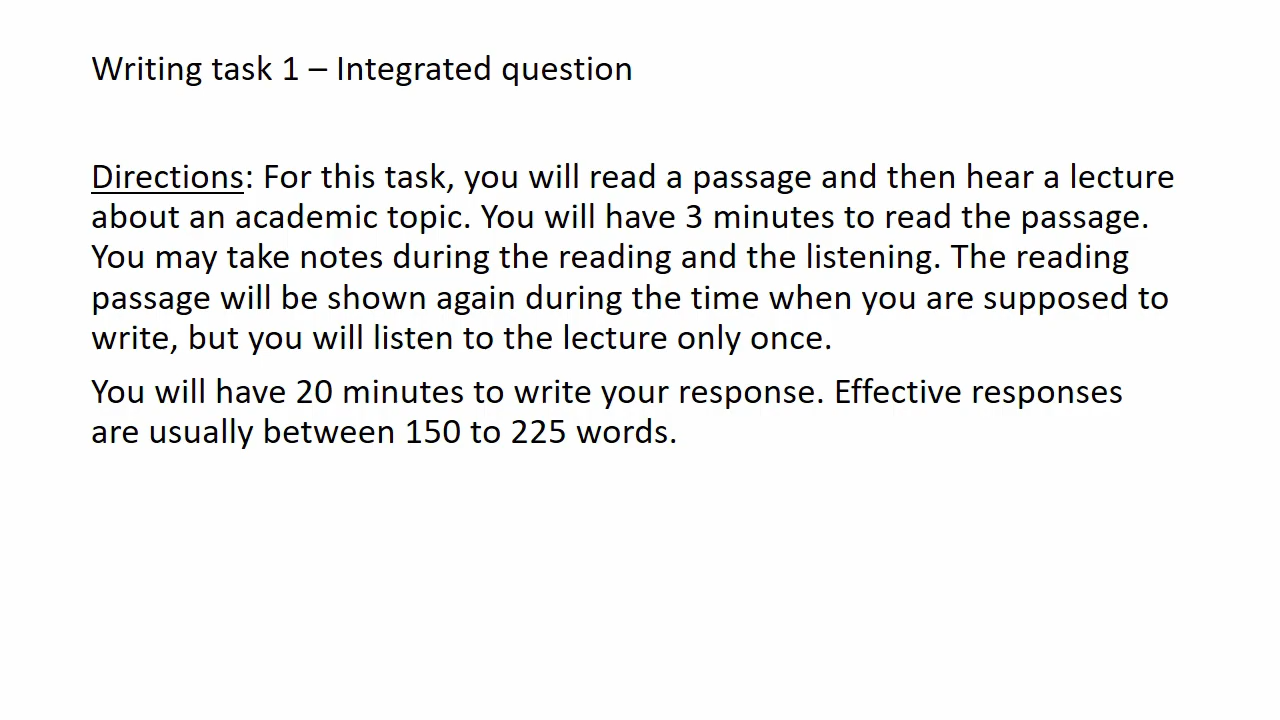 Writing task 1 – Integrated question
Directions: For this task, you will read a passage and then hear a lecture
about an academic topic. You will have 3 minutes to read the passage.
You may take notes during the reading and the listening. The reading
passage will be shown again during the time when you are supposed to
write, but you will listen to the lecture only once.
You will have 20 minutes to write your response. Effective responses
are usually between 150 to 225 words.